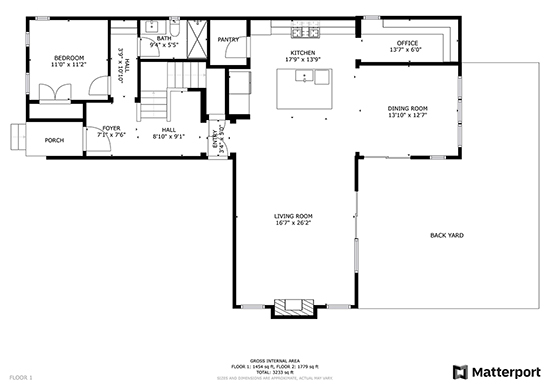 BATH
9'4" x 5'5"
PANTRY
KITCHEN
17'9" x 13'9"
OFFICE
13'7" x 6'0"
BEDROOM
11'0" x 11'2"
HALL
3'9" x 10'10"
DINING ROOM
13'10" x 12'7"
PORCH
FOYER
7'1" x 7'6"
HALL
8'10" x 9'1"
ENTRY
3'4" x 5'0"
LIVING ROOM
16'7" x 26'2"
BACK YARD
GROSS INTERNAL AREA
FLOOR 1: 1454 sq ft, FLOOR 2: 1779 sq ft
TOTAL: 3233 sq ft
SIZES AND DIMENSIONS ARE APPROXIMATE, ACTUAL MAY VARY.
FLOOR 1
Matterport